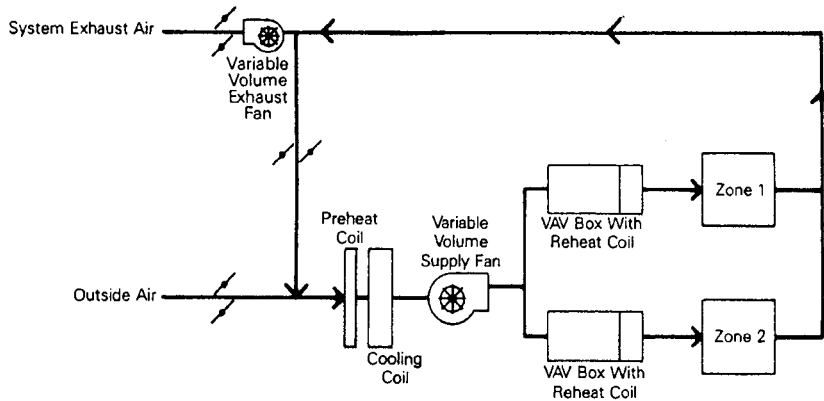 System Exhaust Air
Variable
Volume
Exhaust
Fan
Preheat
Coil
Variable
Volume
Supply Fan
VAV Box With
Reheat Coil
Zone 1
Outside Air
Cooling
Coil
VAV Box With
Reheat Coil
Zone 2